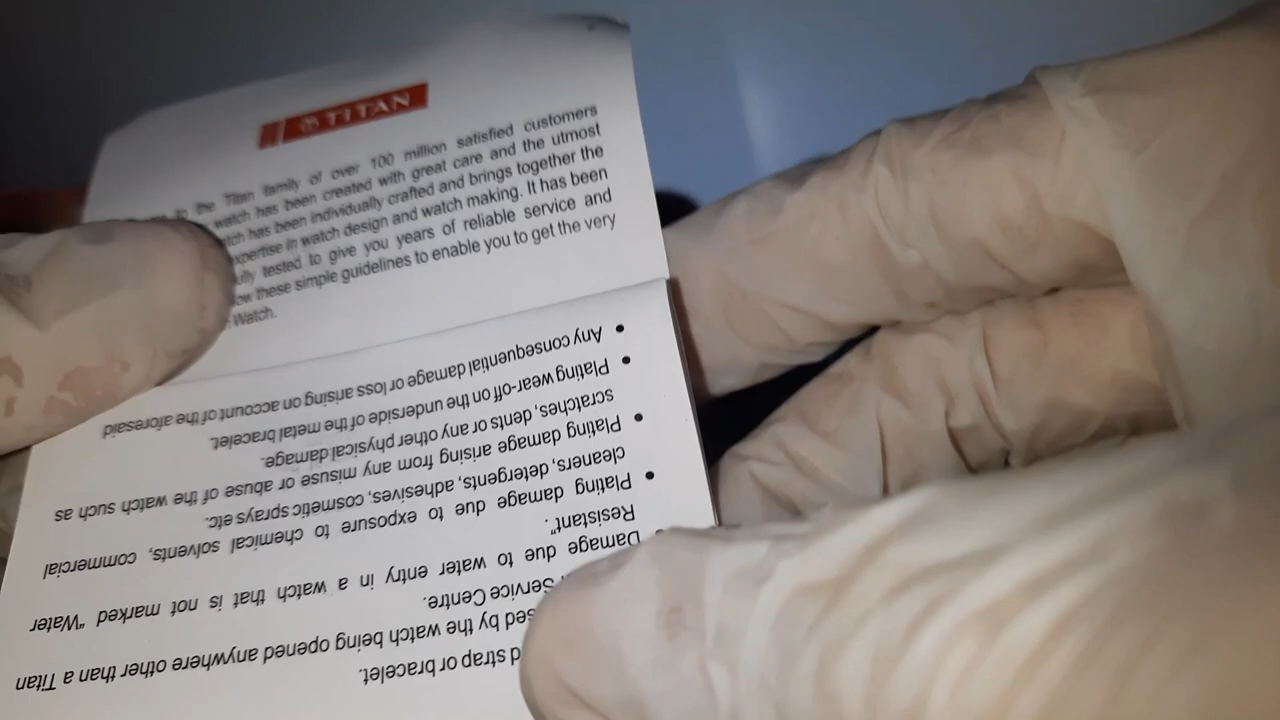 TITAN
the Titan family of over 100 million satisfied customers
watch has been created with great care and the utmost
has been individually crafted and brings together the
expertise in watch design and watch making. It has been
tested to give you years of reliable service and
these simple guidelines to enable you to get the very
Watch.
strap or bracelet.
by the watch being opened anywhere other than a Titan
Service Centre.
Damage due to water entry in a watch that is not marked "Water
Resistant".
• Plating damage due to exposure to chemical solvents, commercial
cleaners, detergents, adhesives, cosmetic sprays etc.
• Plating damage arising from any misuse or abuse of the watch such as
scratches, dents or any other physical damage.
• Plating wear-off on the underside of the metal bracelet.
• Any consequential damage or loss arising on account of the aforesaid